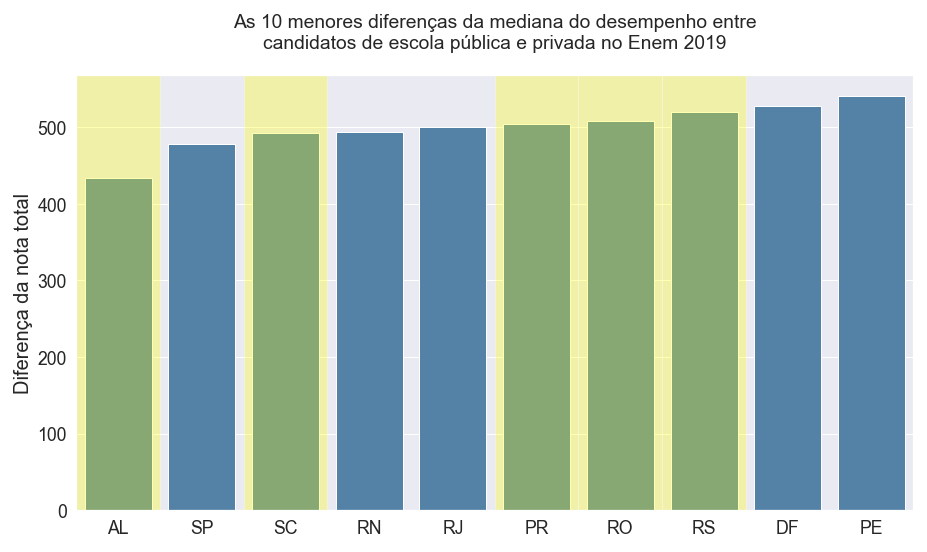 As 10 menores diferenças da mediana do desempenho entre
candidatos de escola pública e privada no Enem 2019
Diferença da nota total
500
400
300
200
100
0
AL SP SC RN RJ PR RO RS DF PE